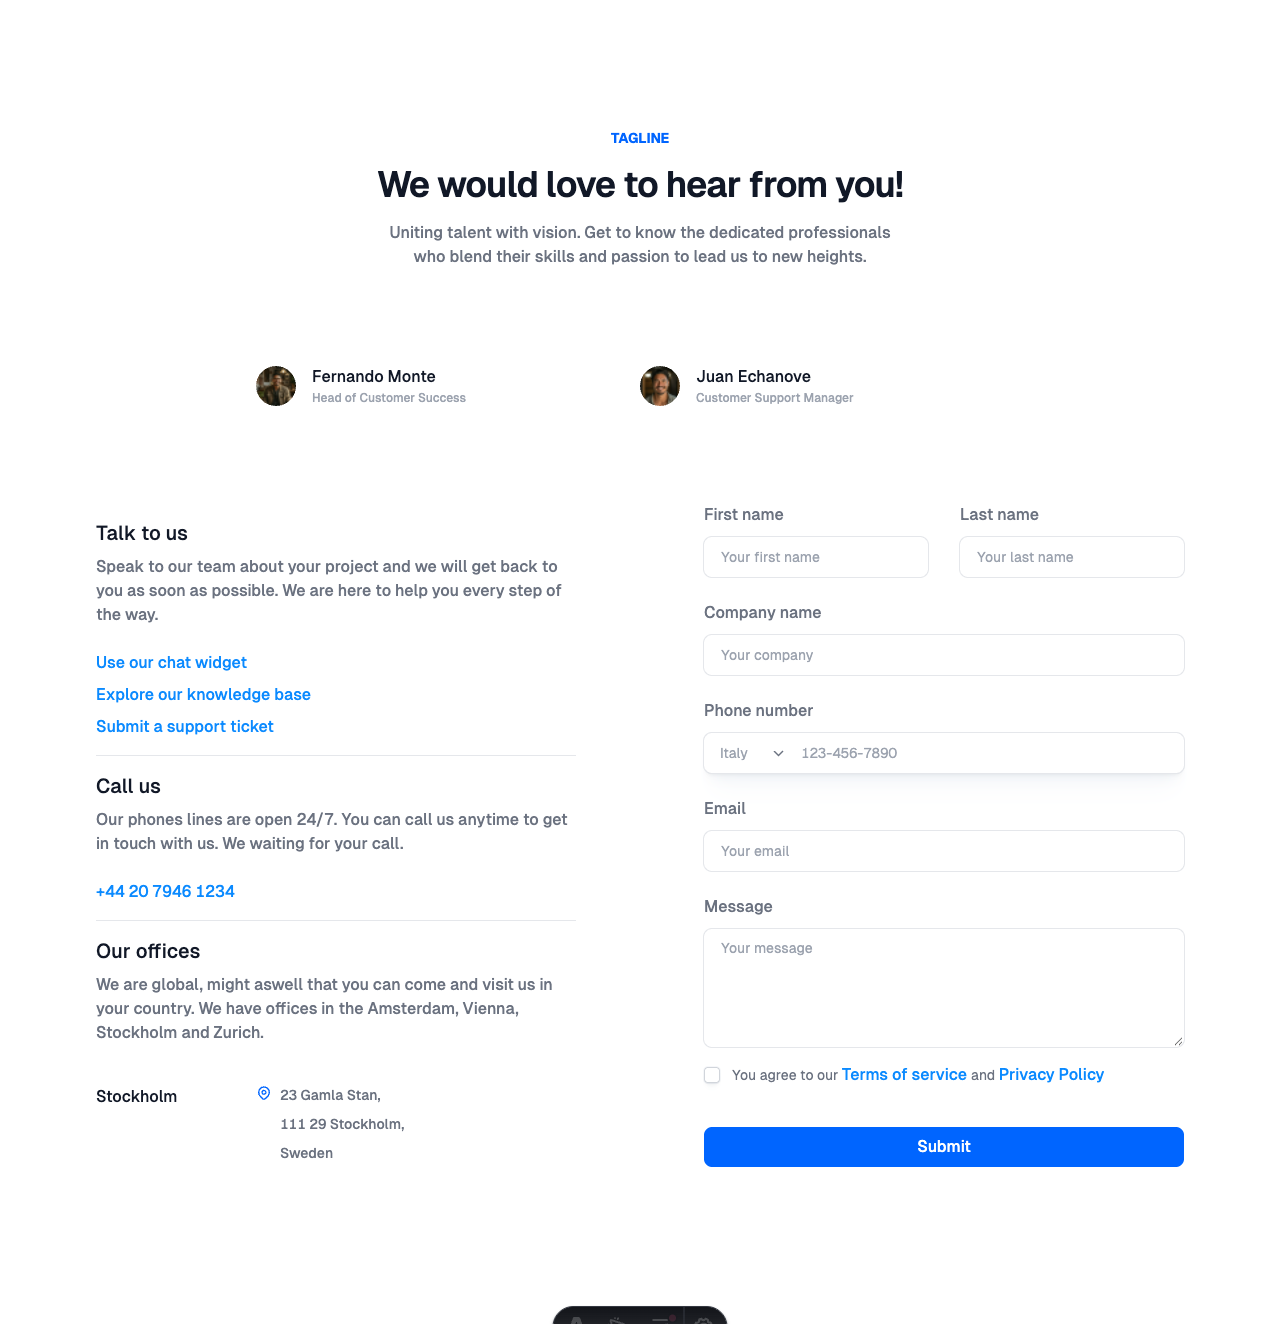 TAGLINE
We would love to hear from you!
Uniting talent with vision. Get to know the dedicated professionals
who blend their skills and passion to lead us to new heights.
Fernando Monte
Head of Customer Success
Juan Echanove
Customer Support Manager
Talk to us
Speak to our team about your project and we will get back to
you as soon as possible. We are here to help you every step of
the way.
Use our chat widget
Explore our knowledge base
Submit a support ticket
Call us
Our phones lines are open 24/7. You can call us anytime to get
in touch with us. We waiting for your call.
+44 20 7946 1234
Our offices
We are global, might aswell that you can come and visit us in
your country. We have offices in the Amsterdam, Vienna,
Stockholm and Zurich.
Stockholm
23 Gamla Stan,
111 29 Stockholm,
Sweden
First name
Last name
Your first name
Your last name
Company name
Your company
Phone number
Italy
123-456-7890
Email
Your email
Message
Your message
You agree to our Terms of service and Privacy Policy
Submit